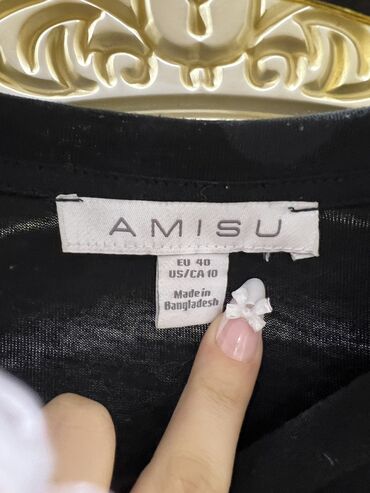 AMISU
EU 40
US/CA 10
Made in
Bangladesh